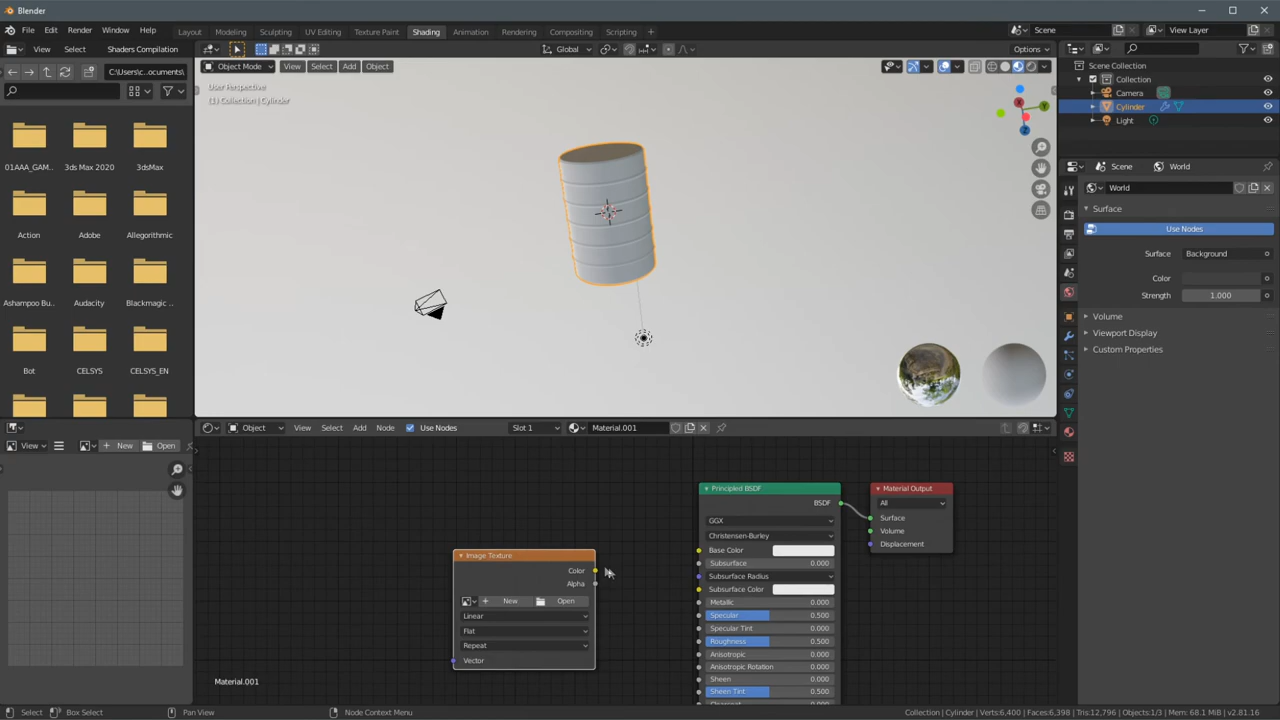 Blender
File Edit Render Window Help Layout Modeling Sculpting UV Editing Texture Paint Shading Animation Compositing Rendering Scripting + Scene View Layer
View Select Shaders Compilation Global Options
C:\Users\c...ocuments\ Object Mode View Select Add Object
User Perspective
(1) Collection | Cylinder
Scene Collection
Collection
Camera
Cylinder
Light
01AAA_GAM... 3ds Max 2020 3dsMax
Action Adobe Allegorithmic
Ashampoo Bu... Audacity Blackmagic ...
Bot CELSYS CELSYS_EN
X Y Z
Scene World
World
Surface
Use Nodes
Surface Background
Color
Strength 1.000
Volume
Viewport Display
Custom Properties
Object View Select Add Node Use Nodes Slot 1 Material.001
View New Open
Image Texture
Color
Alpha
New Open
Linear
Flat
Repeat
Vector
Principled BSDF
BSDF
GGX
Christensen-Burley
Base Color
Subsurface 0.000
Subsurface Radius
Subsurface Color
Metallic 0.000
Specular 0.500
Specular Tint 0.000
Roughness 0.500
Anisotropic 0.000
Anisotropic Rotation 0.000
Sheen 0.000
Sheen Tint 0.500
Material Output
All
Surface
Volume
Displacement
Material.001
Select Box Select Pan View Node Context Menu Collection | Cylinder | Verts:6,400 | Faces:6,398 | Tris:12,796 | Objects:1/3 | Mem: 68.1 MiB | v2.81.16